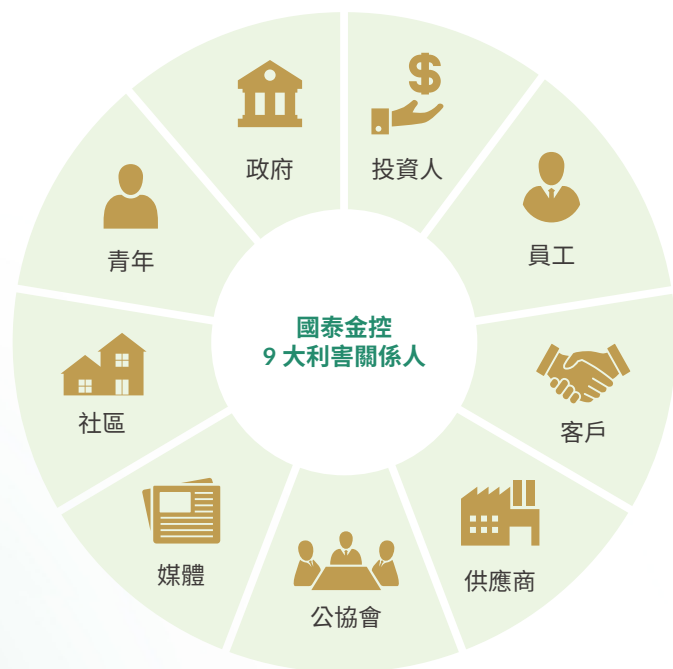 國泰金控
9 大利害關係人
投資人
員工
客戶
供應商
公協會
媒體
社區
青年
政府